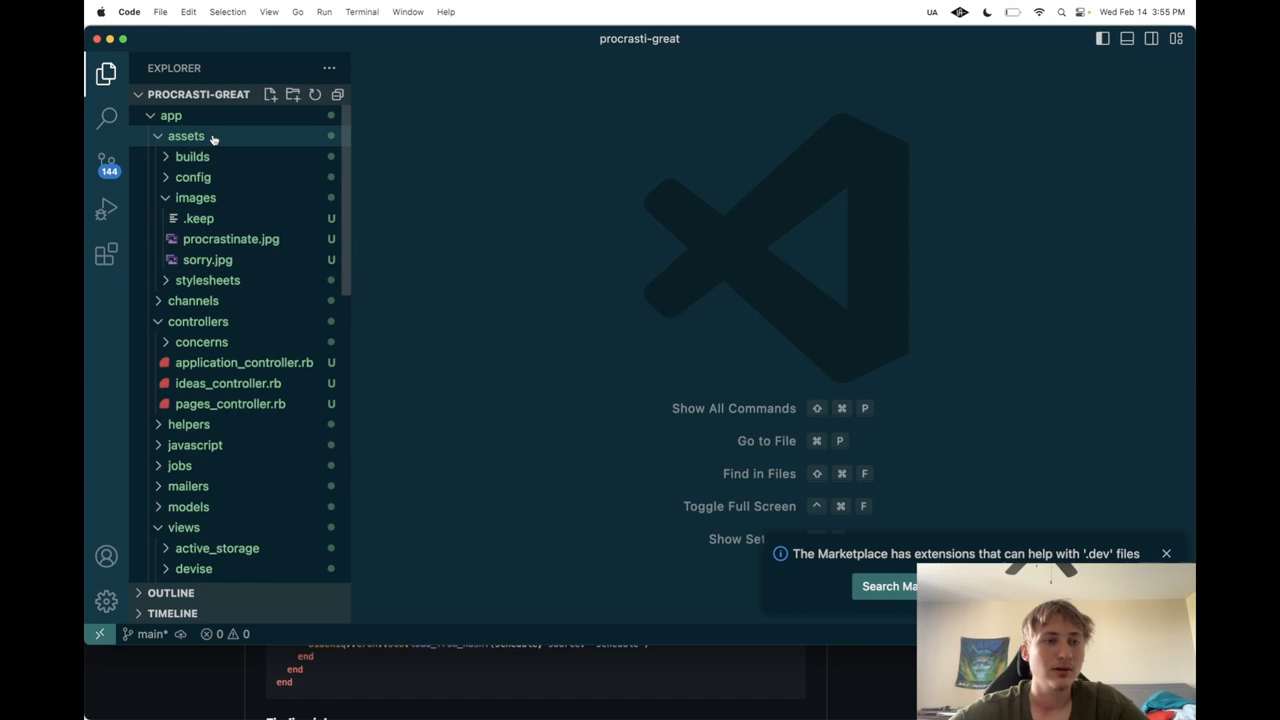 Code File Edit Selection View Go Run Terminal Window Help UA Wed Feb 14 3:55 PM
procrasti-great
EXPLORER
PROCRASTI-GREAT
app
assets
builds
config
images
.keep U
procrastinate.jpg U
sorry.jpg U
stylesheets
channels
controllers
concerns
application_controller.rb U
ideas_controller.rb U
pages_controller.rb U
helpers
javascript
jobs
mailers
models
views
active_storage
devise
OUTLINE
TIMELINE
144
Show All Commands ⇧ ⌘ P
Go to File ⌘ P
Find in Files ⇧ ⌘ F
Toggle Full Screen ^ ⌘ F
Show Set
The Marketplace has extensions that can help with '.dev' files
Search Ma
main* 0 0
end
end
end